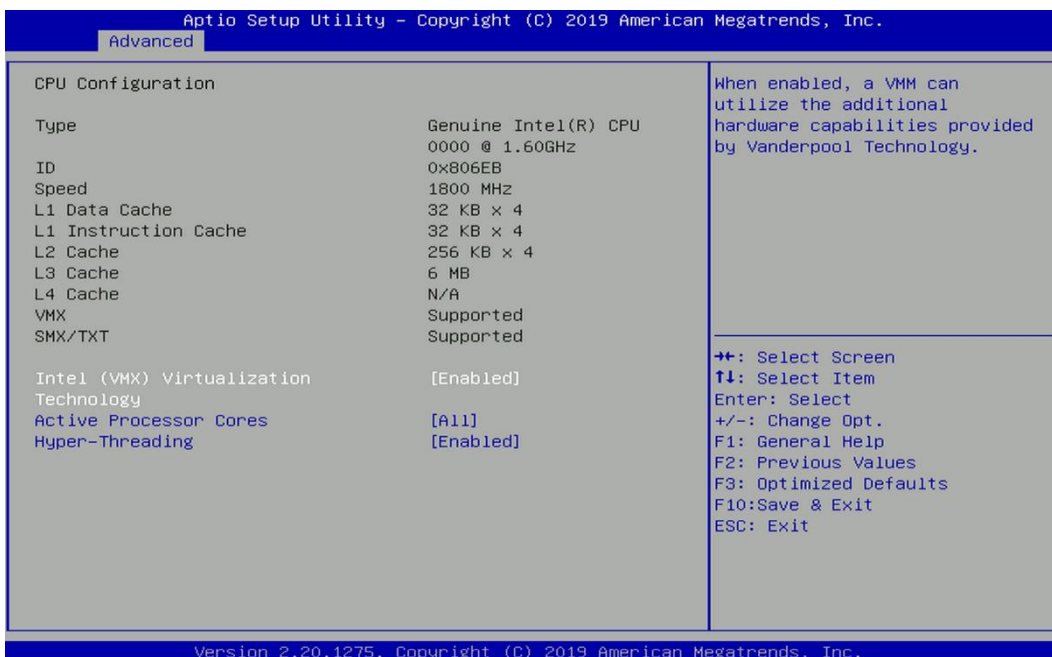 Aptio Setup Utility – Copyright (C) 2019 American Megatrends, Inc.
Advanced
CPU Configuration
Type Genuine Intel(R) CPU
0000 @ 1.60GHz
ID 0x806EB
Speed 1800 MHz
L1 Data Cache 32 KB x 4
L1 Instruction Cache 32 KB x 4
L2 Cache 256 KB x 4
L3 Cache 6 MB
L4 Cache N/A
VMX Supported
SMX/TXT Supported
Intel (VMX) Virtualization [Enabled]
Technology
Active Processor Cores [All]
Hyper-Threading [Enabled]
When enabled, a VMM can
utilize the additional
hardware capabilities provided
by Vanderpool Technology.
→←: Select Screen
↑↓: Select Item
Enter: Select
+/-: Change Opt.
F1: General Help
F2: Previous Values
F3: Optimized Defaults
F10:Save & Exit
ESC: Exit
Version 2.20.1275. Copyright (C) 2019 American Megatrends, Inc.